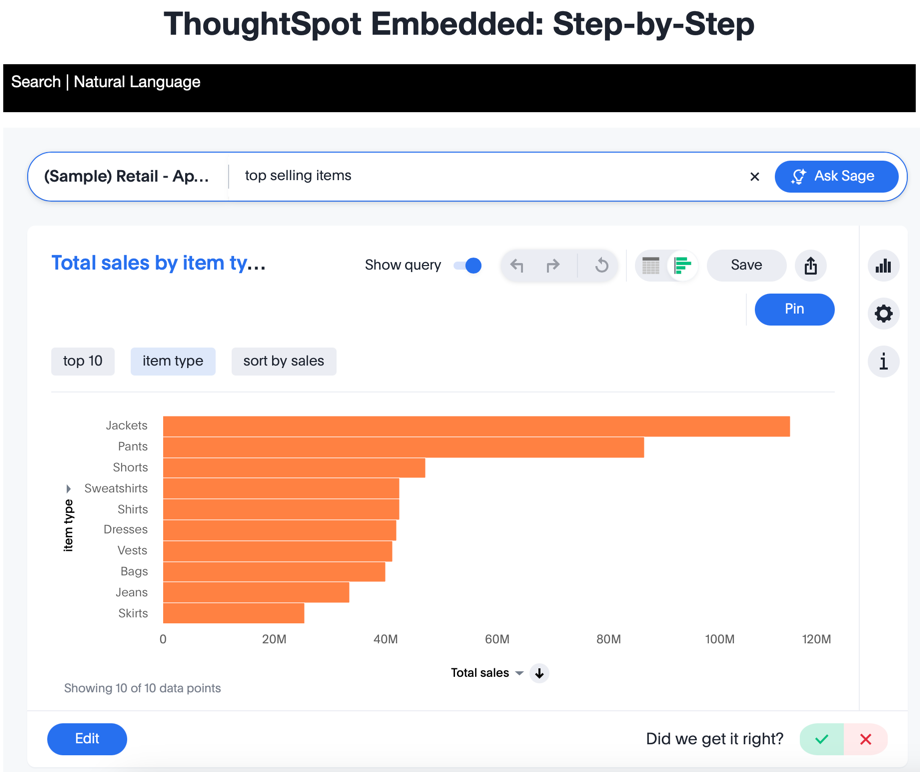 ThoughtSpot Embedded: Step-by-Step
Search | Natural Language
(Sample) Retail - Ap... top selling items × Ask Sage
Total sales by item ty... Show query Save
Pin
top 10 item type sort by sales
item type
Jackets
Pants
Shorts
Sweatshirts
Shirts
Dresses
Vests
Bags
Jeans
Skirts
0 20M 40M 60M 80M 100M 120M
Total sales
Showing 10 of 10 data points
Edit Did we get it right?